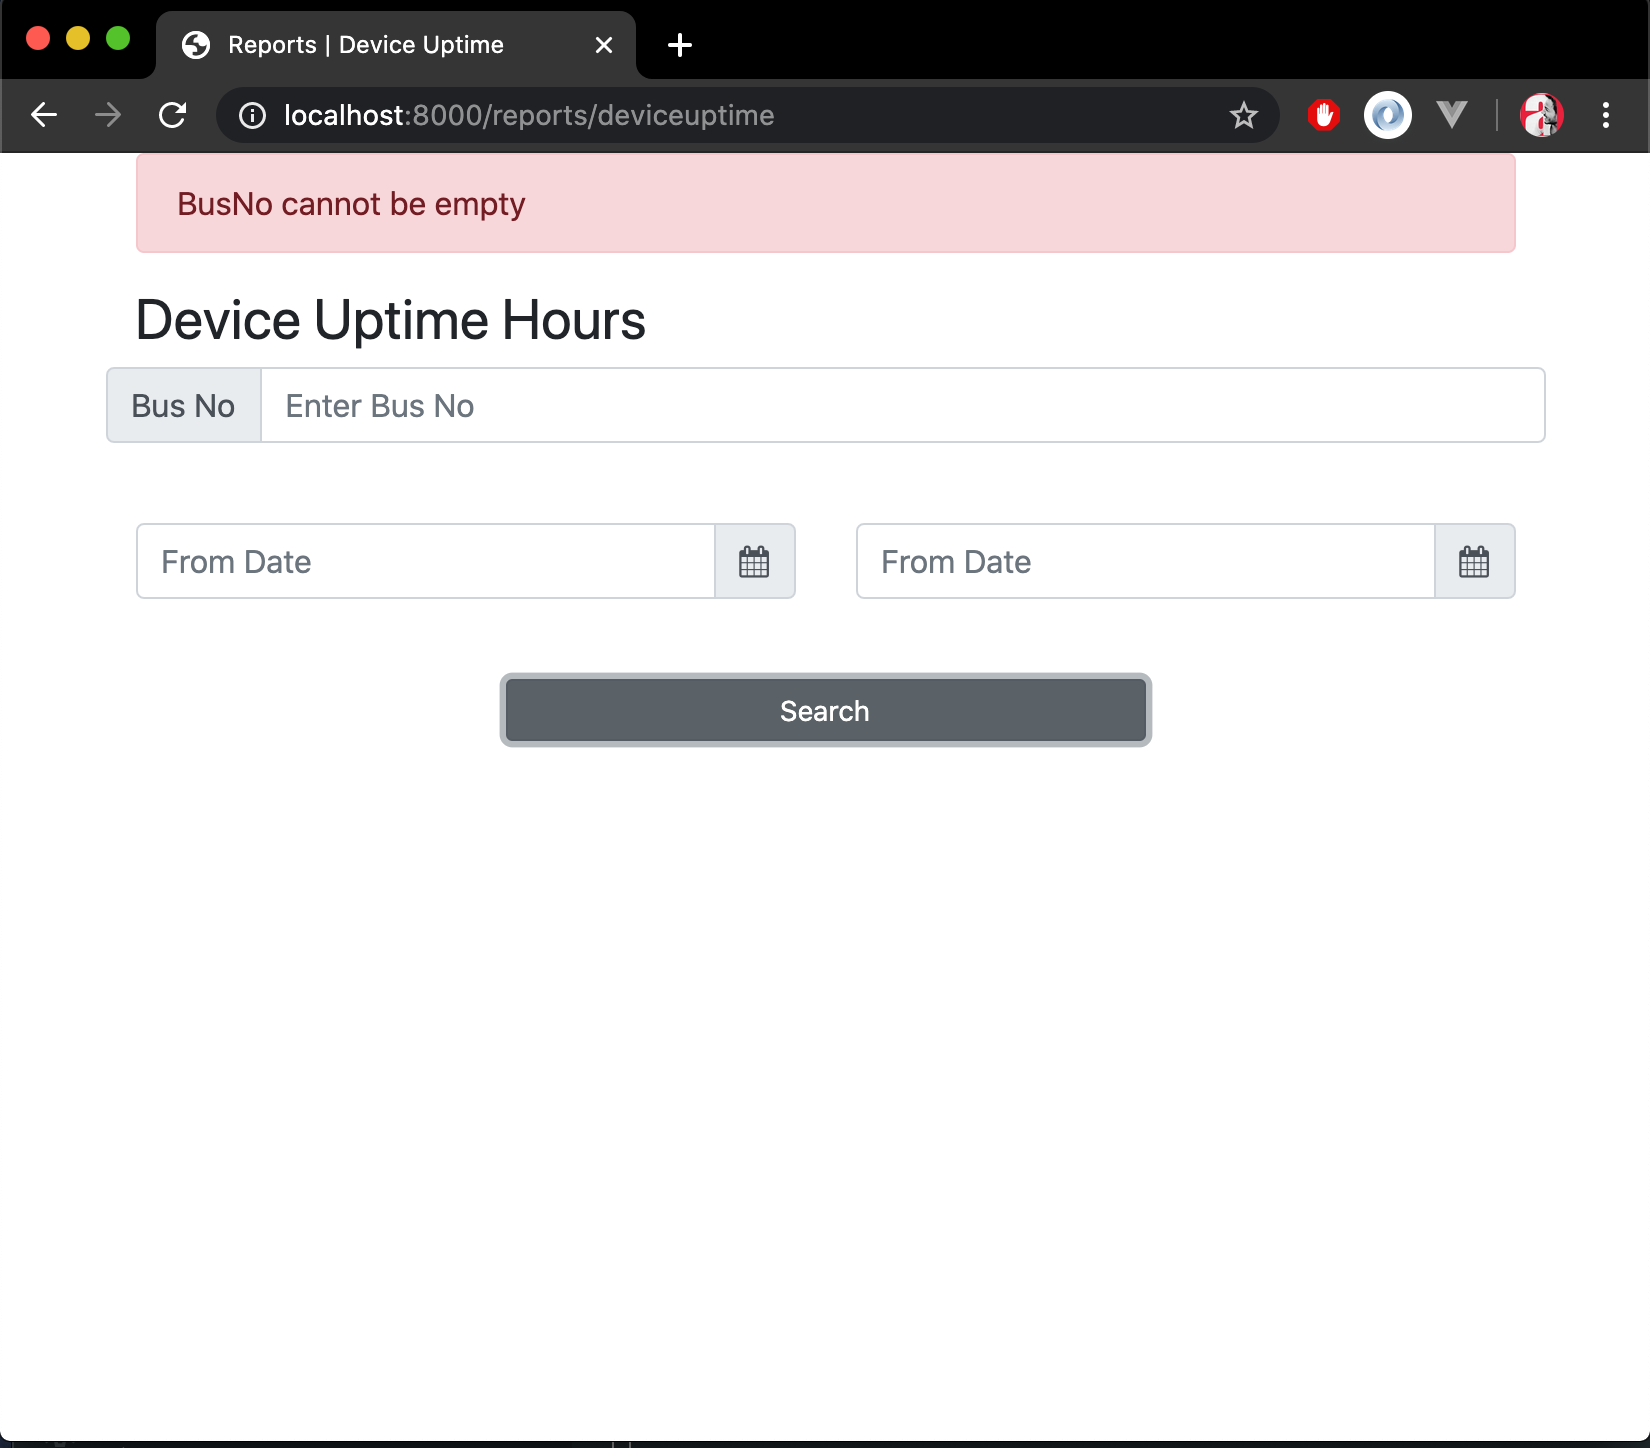 Reports | Device Uptime
localhost:8000/reports/deviceuptime
BusNo cannot be empty
Device Uptime Hours
Bus No Enter Bus No
From Date From Date
Search